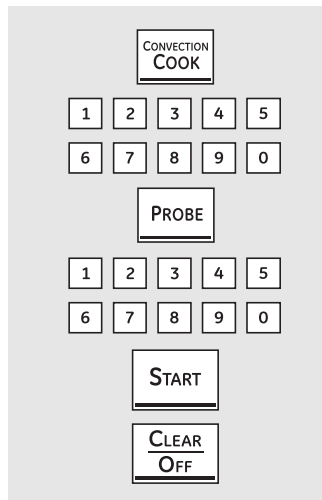 CONVECTION
COOK
1 2 3 4 5
6 7 8 9 0
PROBE
1 2 3 4 5
6 7 8 9 0
START
CLEAR
OFF